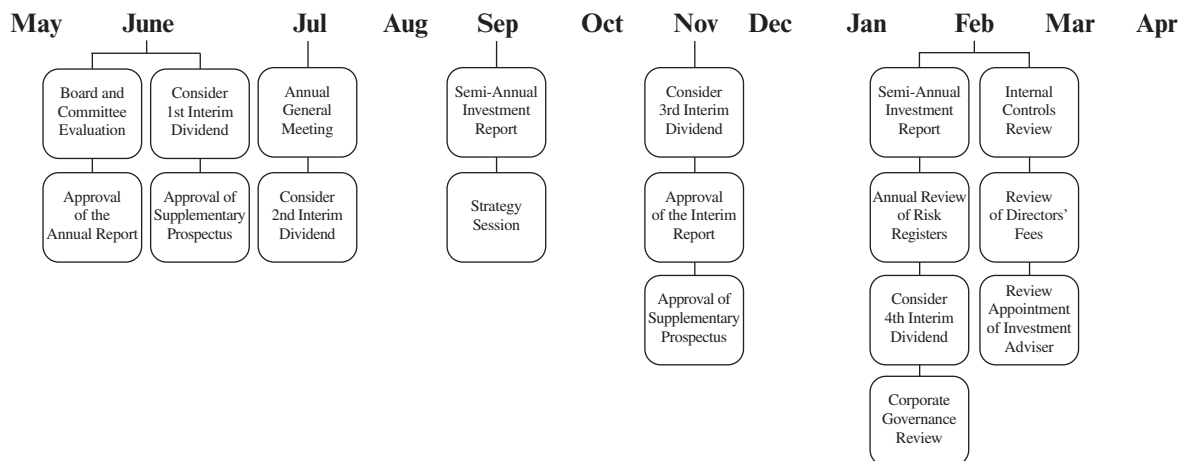 May June Jul Aug Sep Oct Nov Dec Jan Feb Mar Apr
Board and
Committee
Evaluation
Approval
of the
Annual Report
Consider
1st Interim
Dividend
Approval of
Supplementary
Prospectus
Annual
General
Meeting
Consider
2nd Interim
Dividend
Semi-Annual
Investment
Report
Strategy
Session
Consider
3rd Interim
Dividend
Approval
of the Interim
Report
Approval of
Supplementary
Prospectus
Semi-Annual
Investment
Report
Annual Review
of Risk
Registers
Consider
4th Interim
Dividend
Corporate
Governance
Review
Internal
Controls
Review
Review
of Directors’
Fees
Review
Appointment
of Investment
Adviser